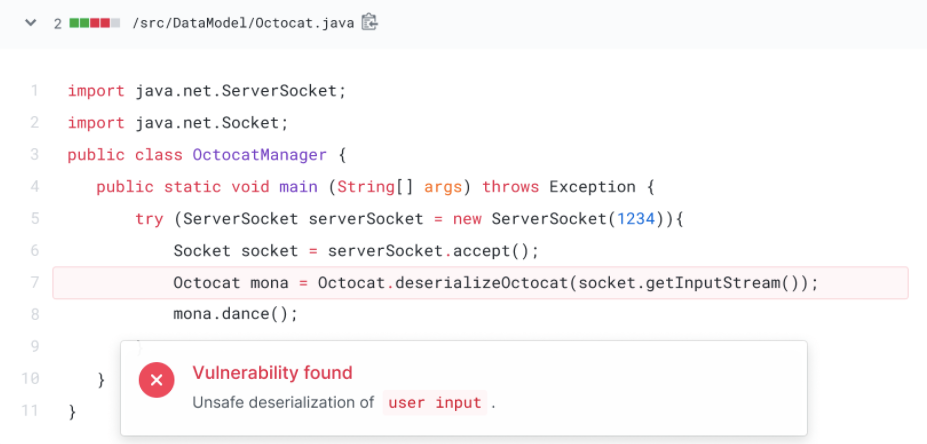 2 /src/DataModel/Octocat.java
1 import java.net.ServerSocket;
2 import java.net.Socket;
3 public class OctocatManager {
4 public static void main (String[] args) throws Exception {
5 try (ServerSocket serverSocket = new ServerSocket(1234)){
6 Socket socket = serverSocket.accept();
7 Octocat mona = Octocat.deserializeOctocat(socket.getInputStream());
8 mona.dance();
9
Vulnerability found
10 }
Unsafe deserialization of user input .
11 }